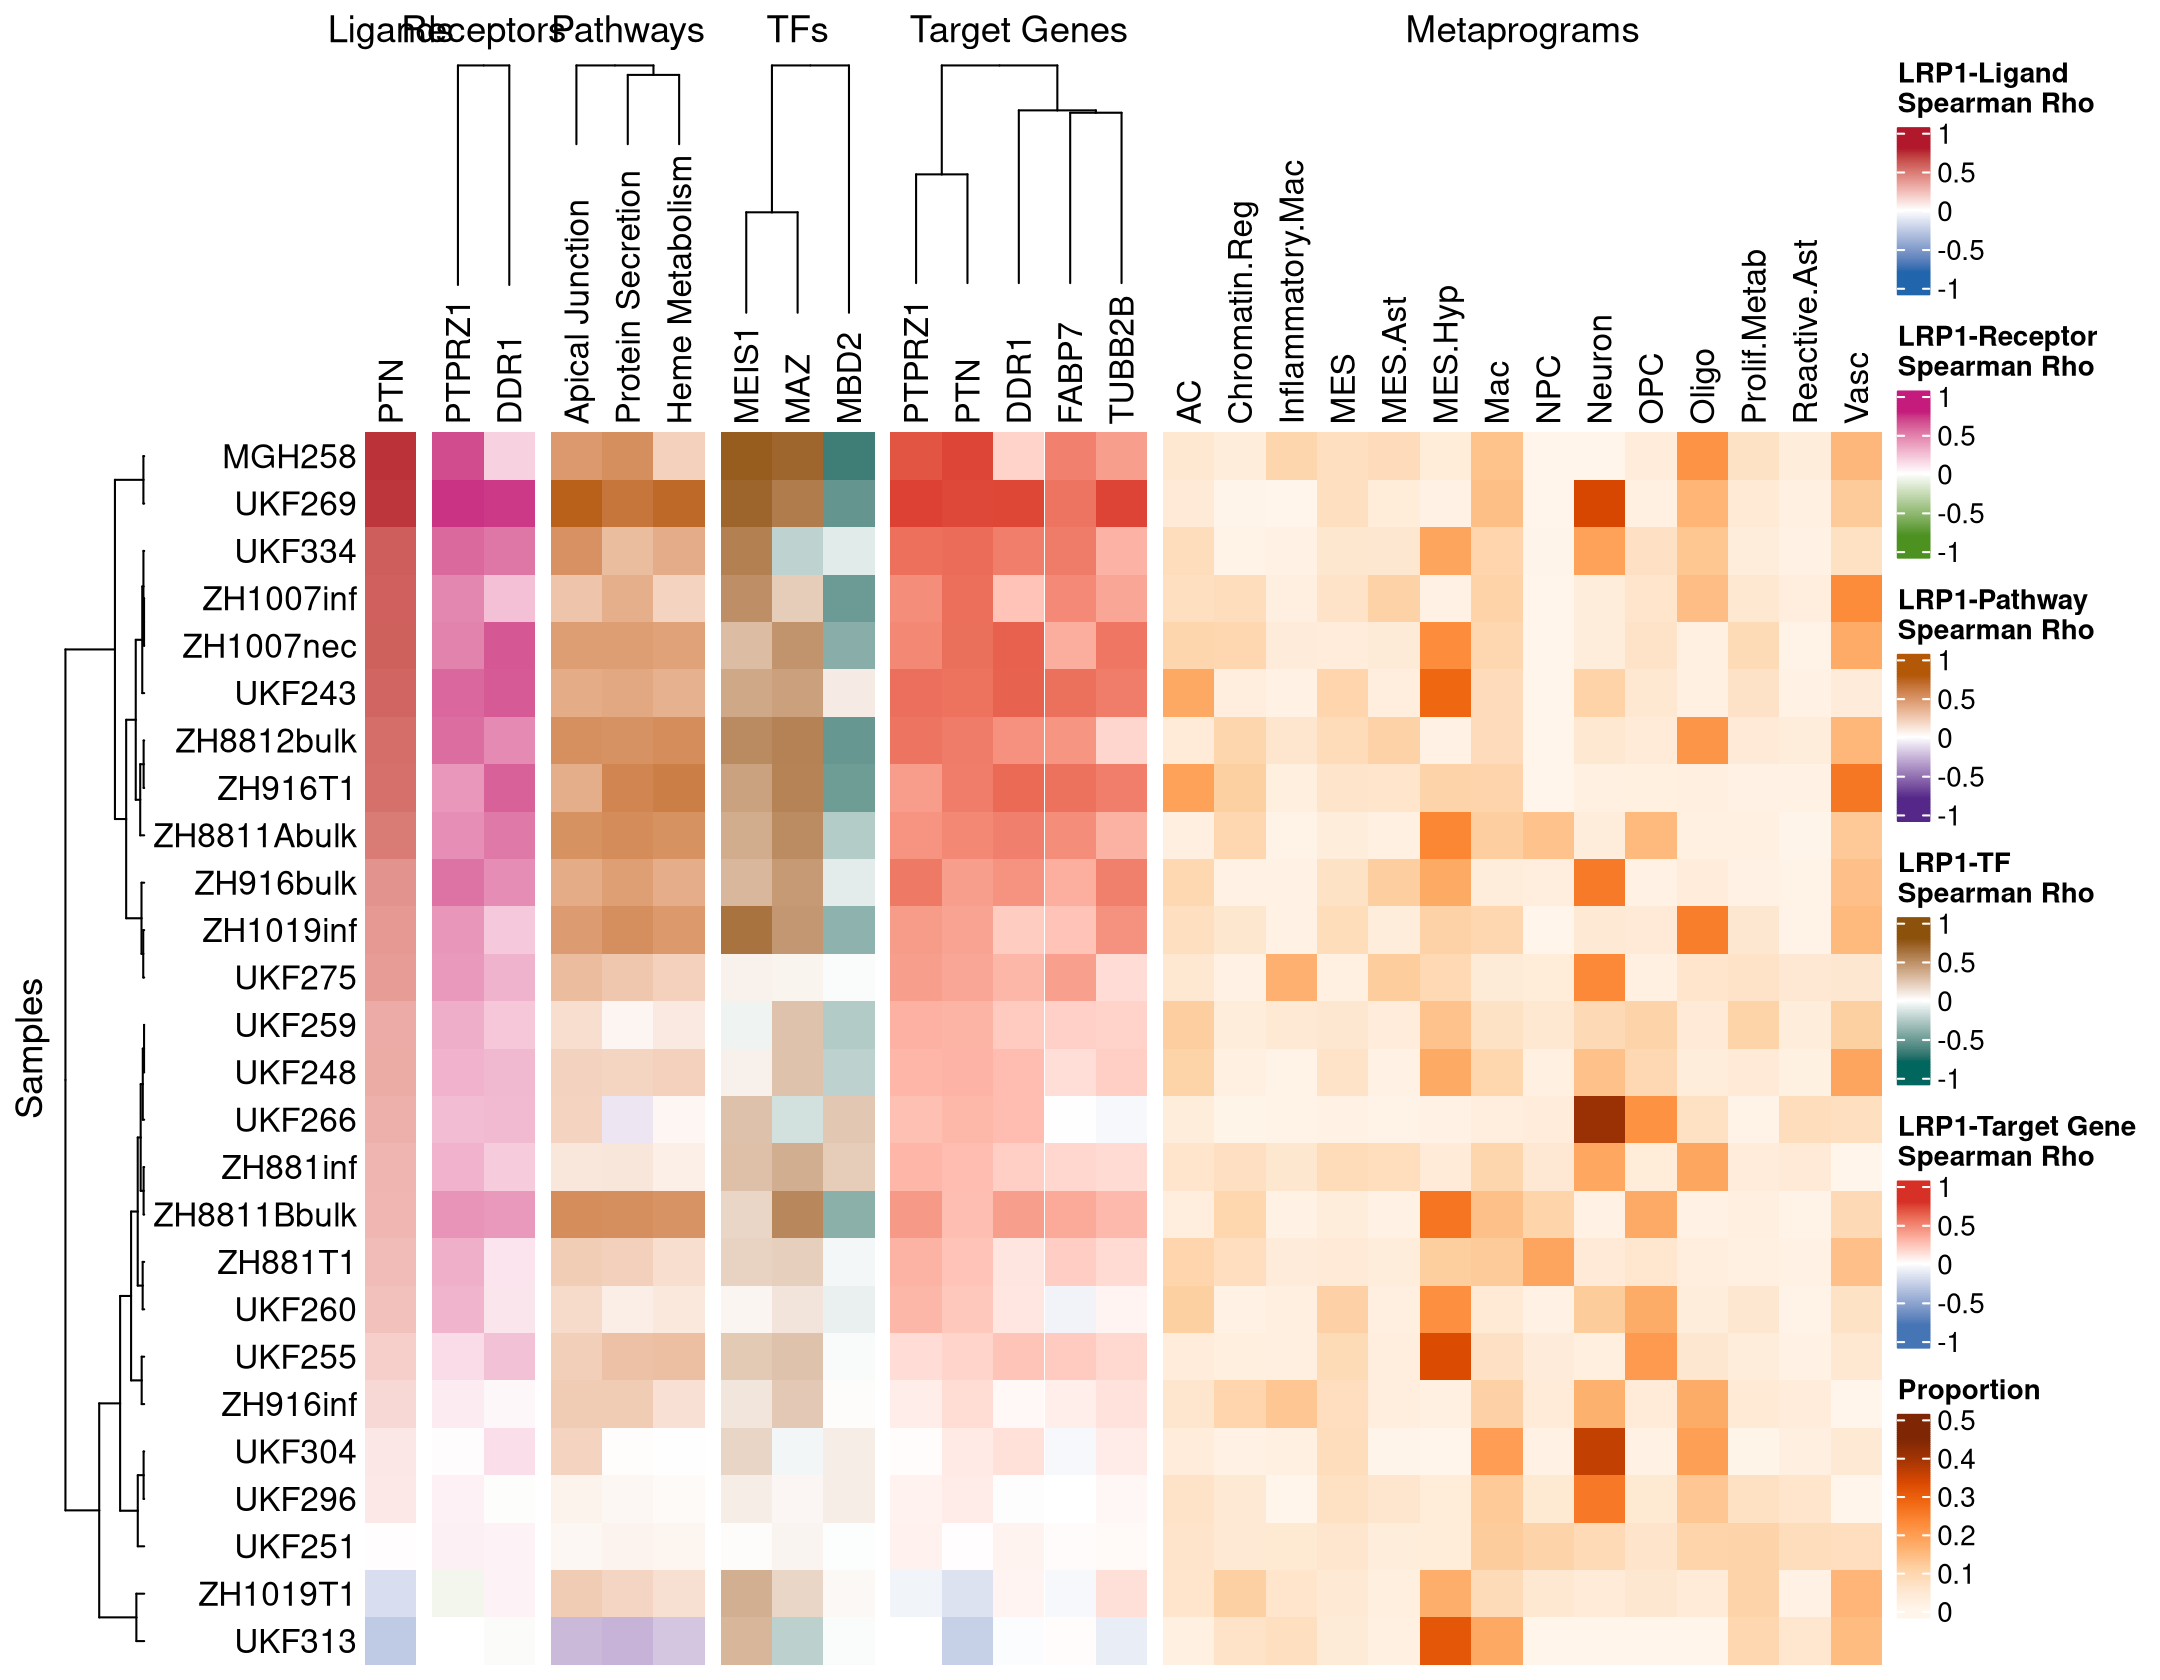 Ligands Receptors Pathways TFs Target Genes Metaprograms
PTN PTPRZ1 DDR1 Apical Junction Protein Secretion Heme Metabolism MEIS1 MAZ MBD2 PTPRZ1 PTN DDR1 FABP7 TUBB2B AC Chromatin.Reg Inflammatory.Mac MES MES.Ast MES.Hyp Mac NPC Neuron OPC Oligo Prolif.Metab Reactive.Ast Vasc
Samples
MGH258
UKF269
UKF334
ZH1007inf
ZH1007nec
UKF243
ZH8812bulk
ZH916T1
ZH8811Abulk
ZH916bulk
ZH1019inf
UKF275
UKF259
UKF248
UKF266
ZH881inf
ZH8811Bbulk
ZH881T1
UKF260
UKF255
ZH916inf
UKF304
UKF296
UKF251
ZH1019T1
UKF313
LRP1-Ligand
Spearman Rho
1
0.5
0
-0.5
-1
LRP1-Receptor
Spearman Rho
1
0.5
0
-0.5
-1
LRP1-Pathway
Spearman Rho
1
0.5
0
-0.5
-1
LRP1-TF
Spearman Rho
1
0.5
0
-0.5
-1
LRP1-Target Gene
Spearman Rho
1
0.5
0
-0.5
-1
Proportion
0.5
0.4
0.3
0.2
0.1
0